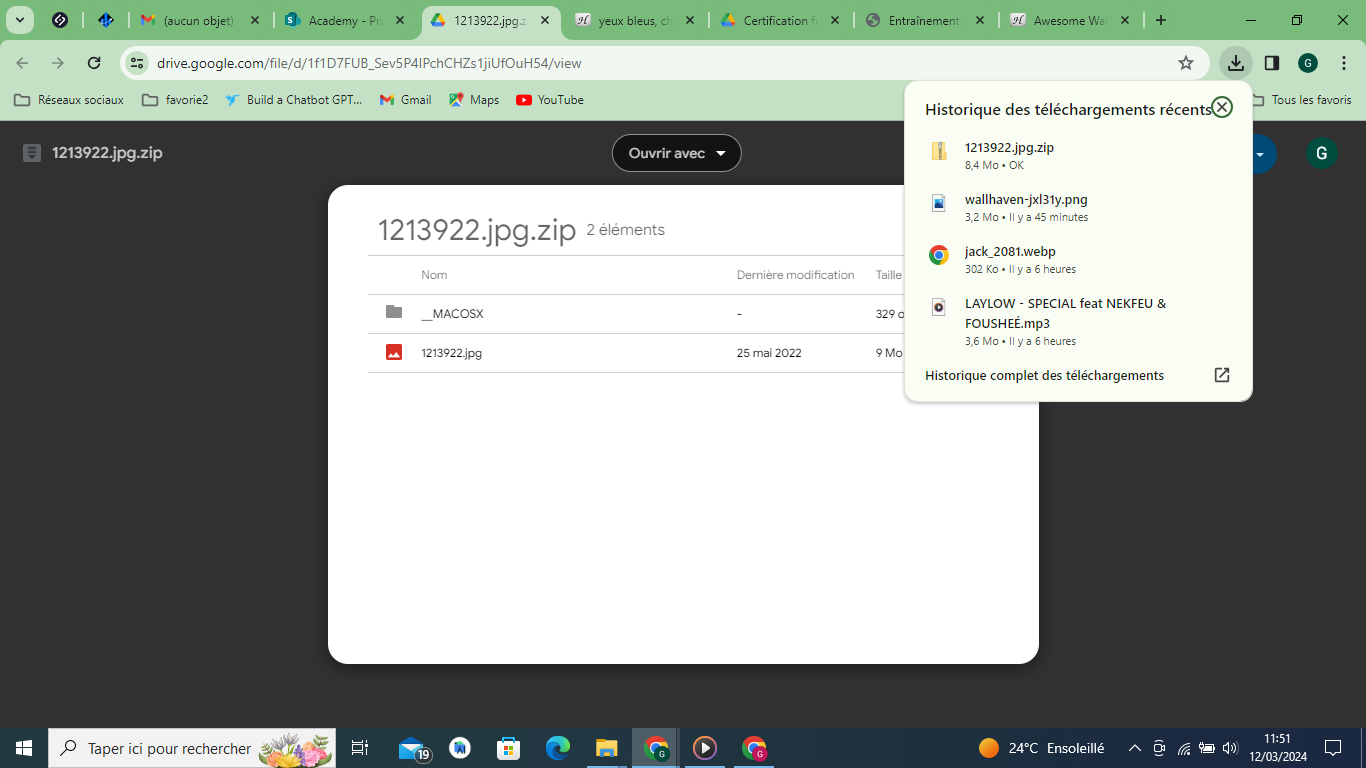 (aucun objet)
Academy - Pr
1213922.jpg.z
yeux bleus, ch
Certification f
Entraînement
Awesome Wal
drive.google.com/file/d/1f1D7FUB_Sev5P4IPchCHZs1jiUfOuH54/view
Réseaux sociaux
favorie2
Build a Chatbot GPT...
Gmail
Maps
YouTube
Tous les favoris
1213922.jpg.zip
Ouvrir avec
G
1213922.jpg.zip 2 éléments
Nom Dernière modification Taille
__MACOSX - 329 o
1213922.jpg 25 mai 2022 9 Mo
Historique des téléchargements récents
1213922.jpg.zip
8,4 Mo • OK
wallhaven-jxl31y.png
3,2 Mo • Il y a 45 minutes
jack_2081.webp
302 Ko • Il y a 6 heures
LAYLOW - SPECIAL feat NEKFEU &
FOUSHEÉ.mp3
3,6 Mo • Il y a 6 heures
Historique complet des téléchargements
Taper ici pour rechercher
19
24°C Ensoleillé
11:51
12/03/2024